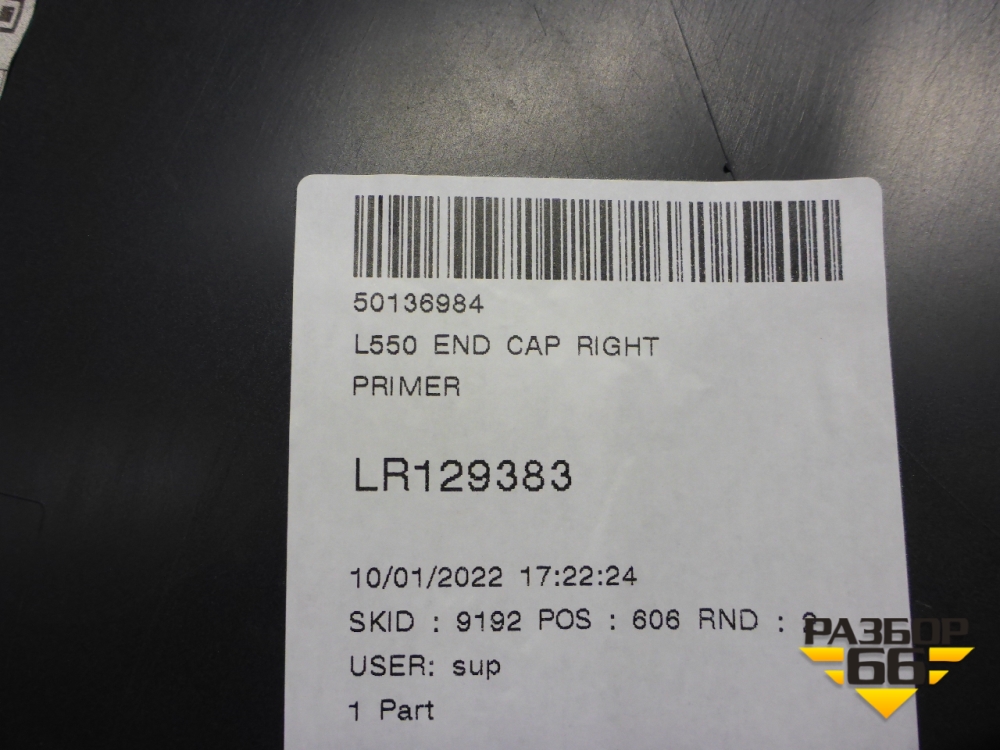 50136984
L550 END CAP RIGHT
PRIMER
LR129383
10/01/2022 17:22:24
SKID : 9192 POS : 606 RND :
USER: sup
1 Part
РАЗБОР
66